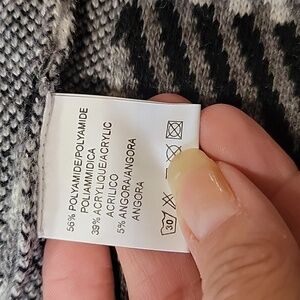 56% POLYAMIDE/POLYAMIDE
POLIAMMIDICA
39% ACRYLIQUE/ACRYLIC
ACRILICO
5% ANGORA/ANGORA
ANGORA
30